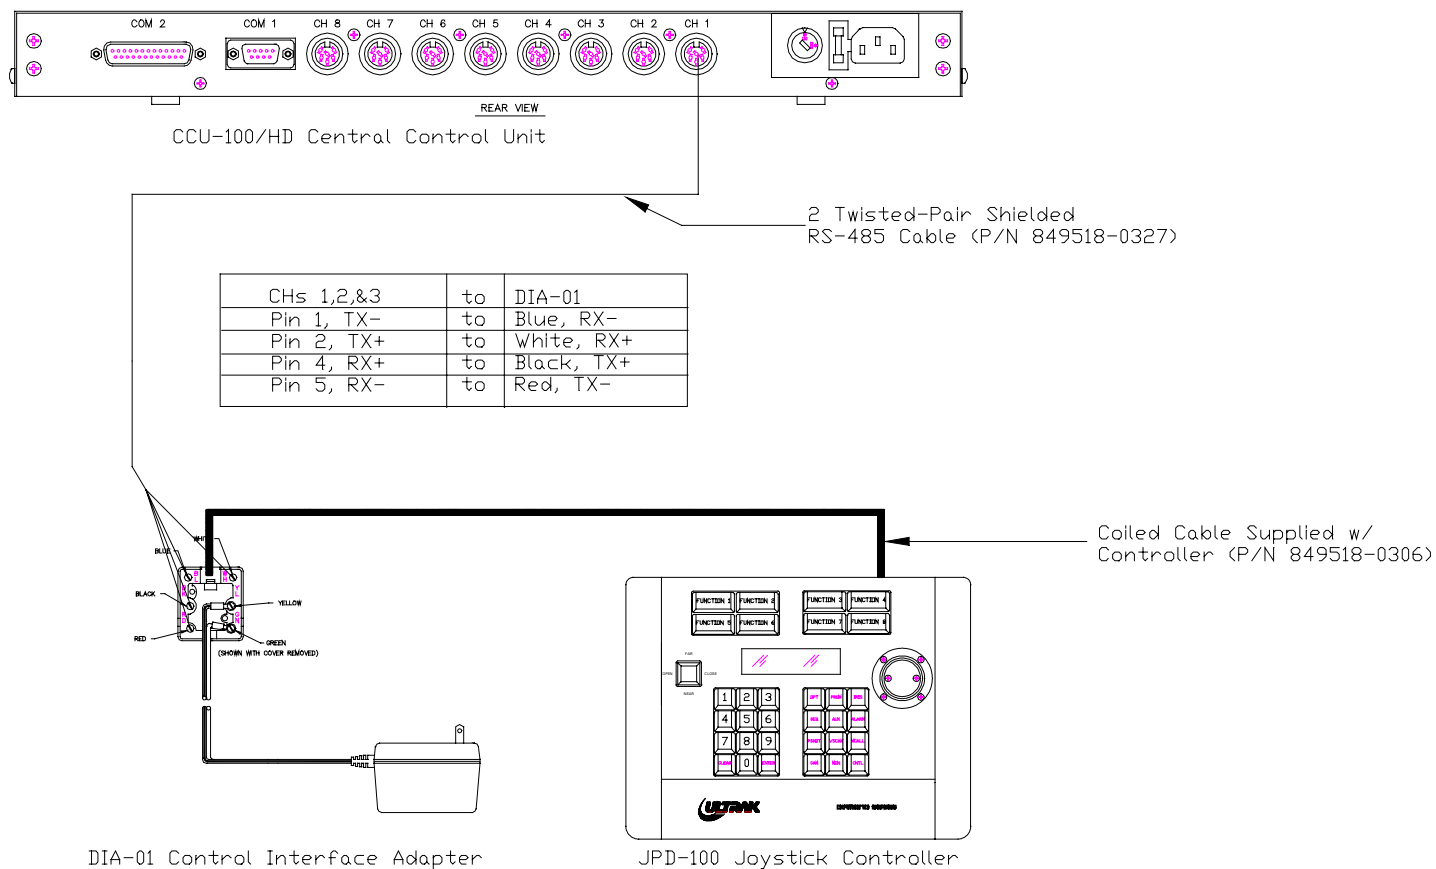 COM 2 COM 1 CH 8 CH 7 CH 6 CH 5 CH 4 CH 3 CH 2 CH 1
REAR VIEW
CCU-100/HD Central Control Unit
2 Twisted-Pair Shielded
RS-485 Cable (P/N 849518-0327)
CHs 1,2,&3 to DIA-01
Pin 1, TX- to Blue, RX-
Pin 2, TX+ to White, RX+
Pin 4, RX+ to Black, TX+
Pin 5, RX- to Red, TX-
Coiled Cable Supplied w/
Controller (P/N 849518-0306)
BLUE
BLACK
YELLOW
RED
GREEN
(SHOWN WITH COVER REMOVED)
FUNCTION 1 FUNCTION 2 FUNCTION 3 FUNCTION 4
FUNCTION 5 FUNCTION 6 FUNCTION 7 FUNCTION 8
FAR
OPEN CLOSE
NEAR
1 2 3
4 5 6
7 8 9
CLEAR 0 ENTER
ULTRAK
DIA-01 Control Interface Adapter
JPD-100 Joystick Controller